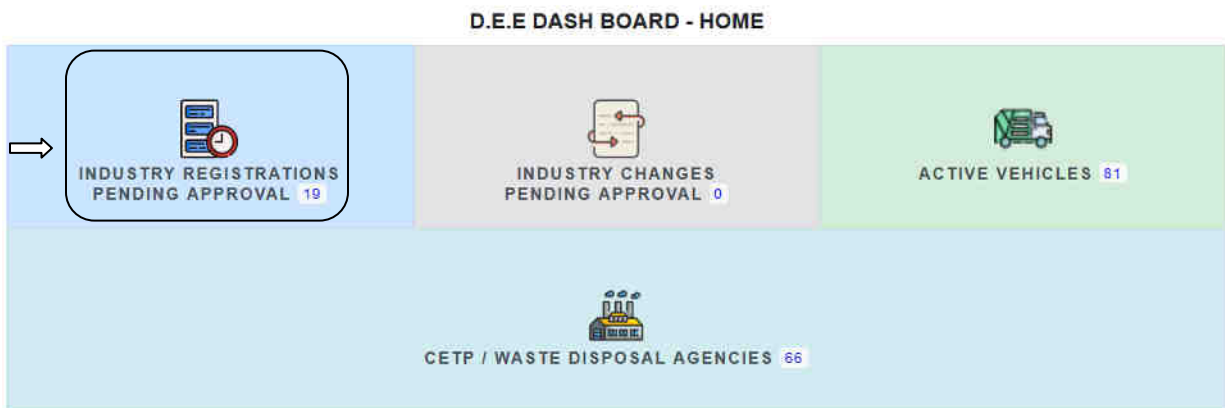 D.E.E DASH BOARD - HOME
INDUSTRY REGISTRATIONS
PENDING APPROVAL 19
INDUSTRY CHANGES
PENDING APPROVAL 0
ACTIVE VEHICLES 81
CETP / WASTE DISPOSAL AGENCIES 66